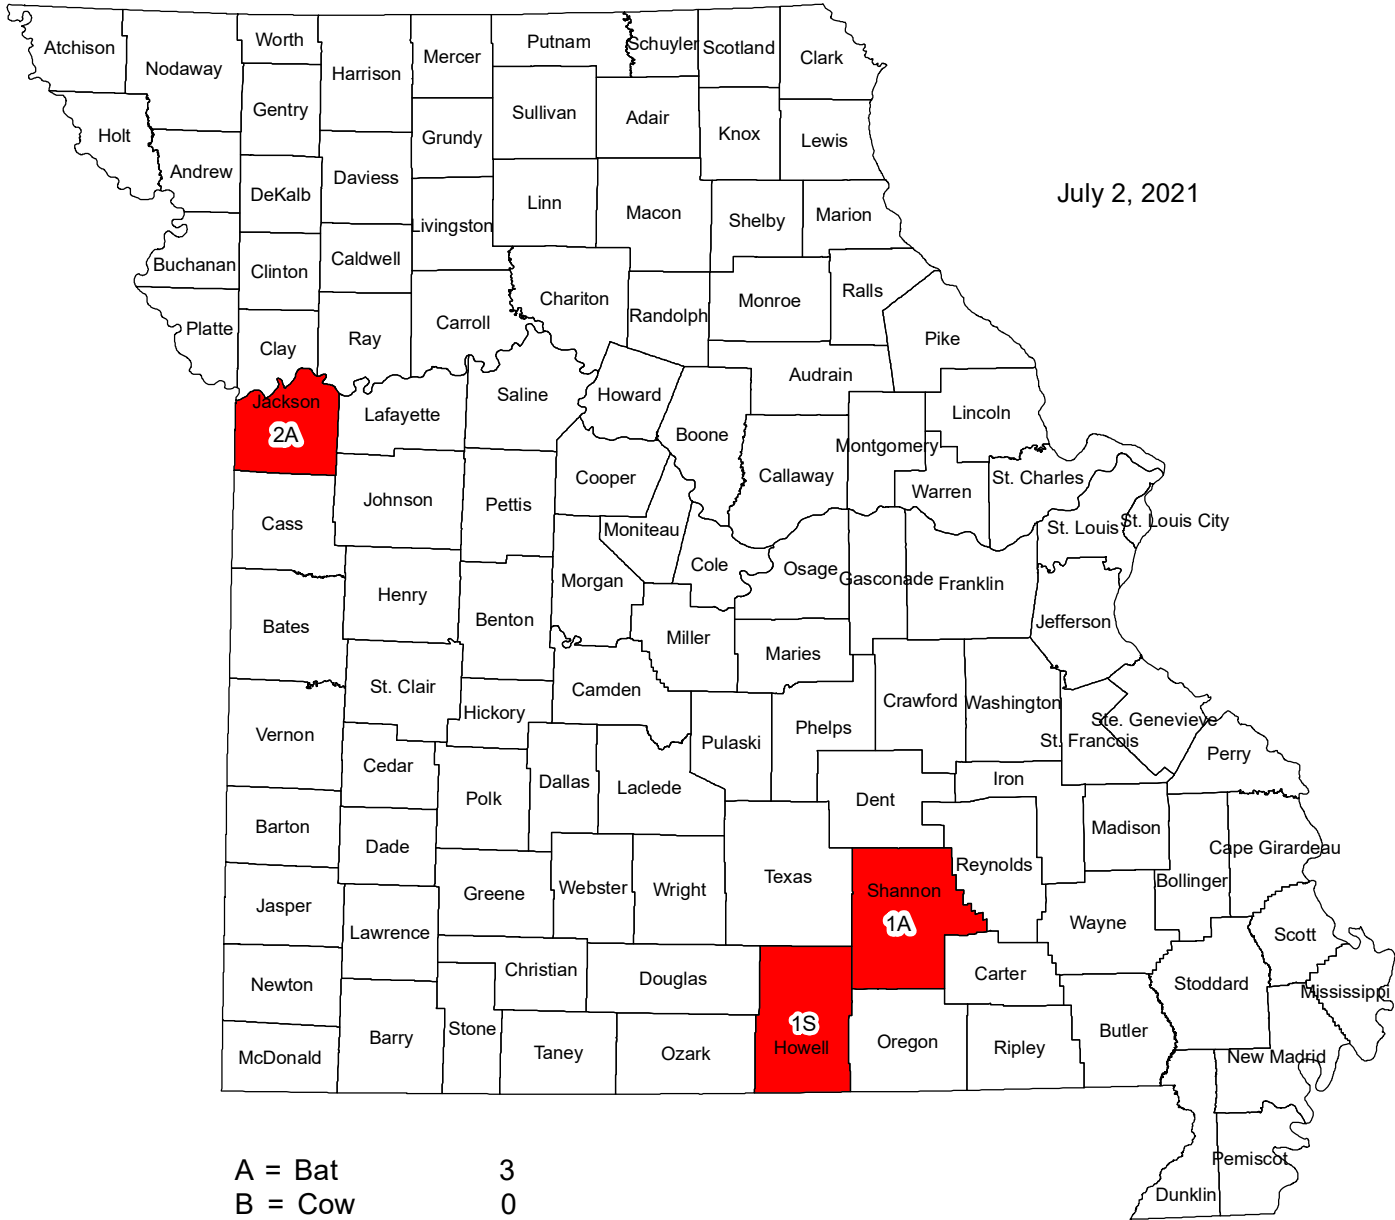 Atchison
Nodaway
Worth
Harrison
Mercer
Putnam
Schuyler
Scotland
Clark
Gentry
Sullivan
Adair
Knox
Lewis
Holt
Grundy
Andrew
DeKalb
Daviess
Linn
Macon
Shelby
Marion
July 2, 2021
Livingston
Buchanan
Clinton
Caldwell
Chariton
Randolph
Monroe
Ralls
Platte
Clay
Ray
Carroll
Pike
Audrain
Jackson
2A
Lafayette
Saline
Howard
Boone
Lincoln
Montgomery
Callaway
Cooper
Warren
St. Charles
Johnson
Pettis
Cass
Moniteau
St. Louis
St. Louis City
Cole
Osage
Gasconade
Franklin
Morgan
Henry
Benton
Bates
Miller
Jefferson
Maries
St. Clair
Camden
Hickory
Crawford
Washington
Ste. Genevieve
St. Francois
Vernon
Phelps
Pulaski
Perry
Cedar
Dallas
Laclede
Iron
Polk
Dent
Barton
Dade
Madison
Cape Girardeau
Reynolds
Texas
Shannon
1A
Bollinger
Greene
Webster
Wright
Jasper
Lawrence
Wayne
Scott
Christian
Douglas
Carter
Newton
Stoddard
Mississippi
Stone
Barry
1S
Howell
Oregon
Ripley
Butler
McDonald
Taney
Ozark
New Madrid
Pemiscot
Dunklin
A = Bat 3
B = Cow 0